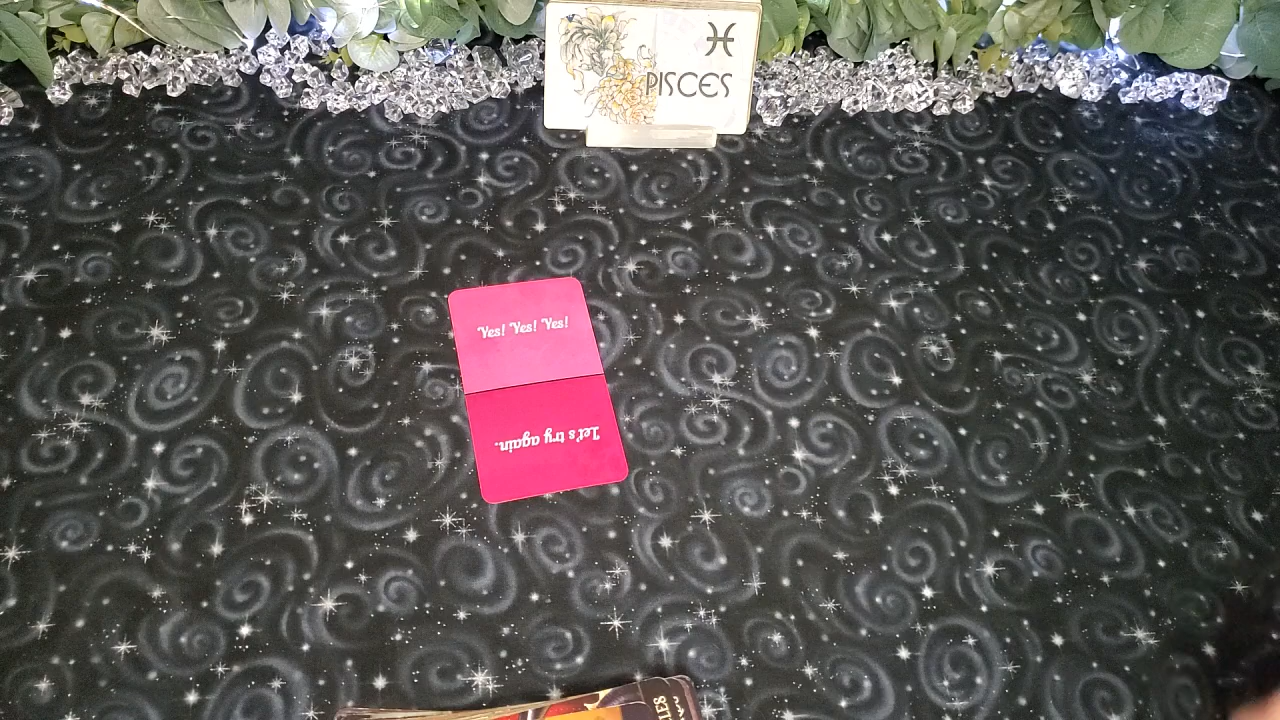 ♓
PISCES
Yes! Yes! Yes!
Let's try again.